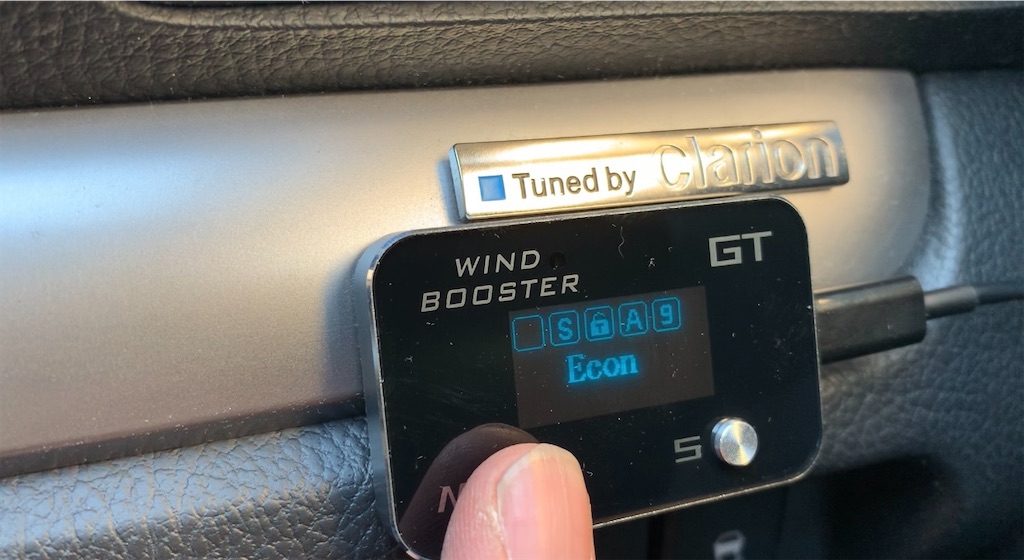 Tuned by Clarion
WIND BOOSTER
GT
S T A 9
Econ
S